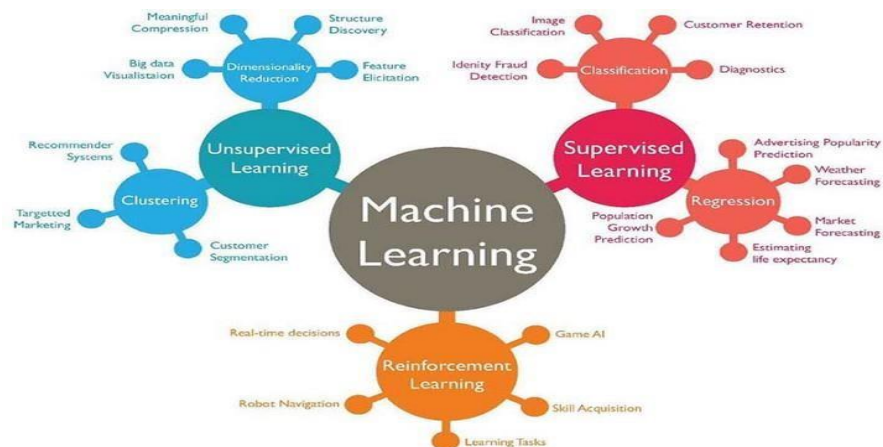 Meaningful
Compression
Structure
Discovery
Big data
Visualistaion
Dimensionality
Reduction
Feature
Elicitation
Recommender
Systems
Unsupervised
Learning
Clustering
Targetted
Marketing
Customer
Segmentation
Machine
Learning
Image
Classification
Customer Retention
Idenity Fraud
Detection
Classification
Diagnostics
Supervised
Learning
Advertising Popularity
Prediction
Weather
Forecasting
Regression
Population
Growth
Prediction
Market
Forecasting
Estimating
life expectancy
Real-time decisions
Game AI
Reinforcement
Learning
Robot Navigation
Skill Acquisition
Learning Tasks